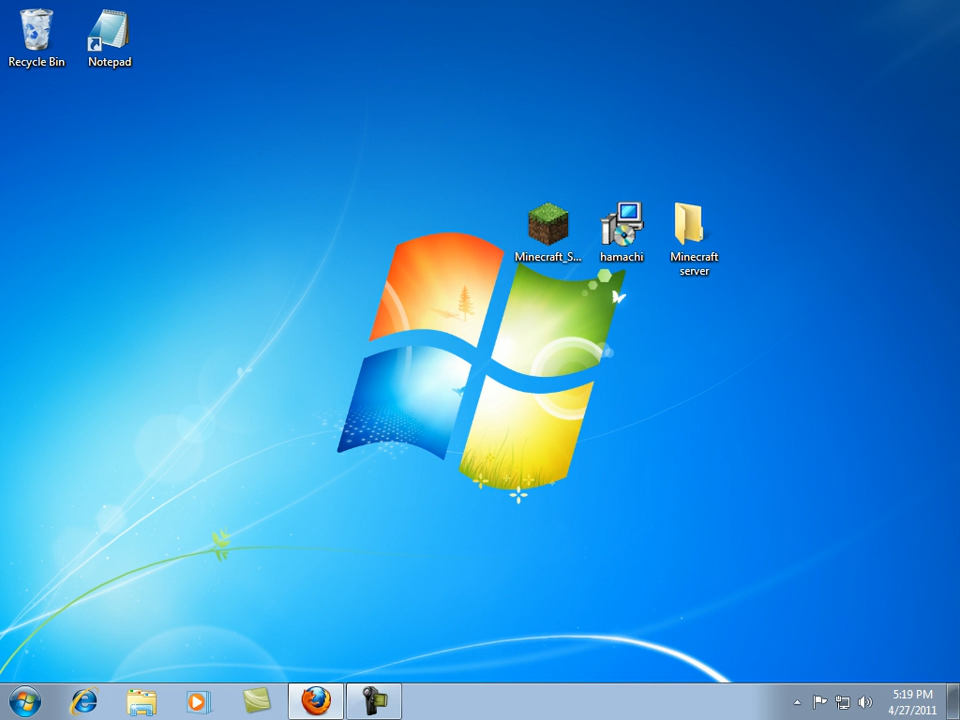 Recycle Bin
Notepad
Minecraft_S...
hamachi
Minecraft
server
5:19 PM
4/27/2011